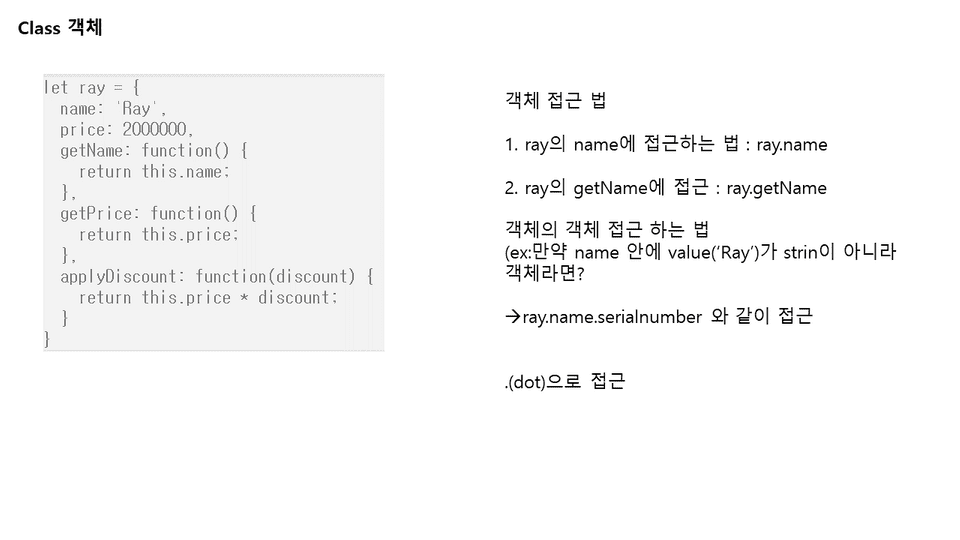 Class 객체
let ray = {
name: 'Ray',
price: 2000000,
getName: function() {
return this.name;
},
getPrice: function() {
return this.price;
},
applyDiscount: function(discount) {
return this.price * discount;
}
}
객체 접근 법
1. ray의 name에 접근하는 법 : ray.name
2. ray의 getName에 접근 : ray.getName
객체의 객체 접근 하는 법
(ex:만약 name 안에 value(‘Ray’)가 strin이 아니라
객체라면?
→ray.name.serialnumber 와 같이 접근
.(dot)으로 접근